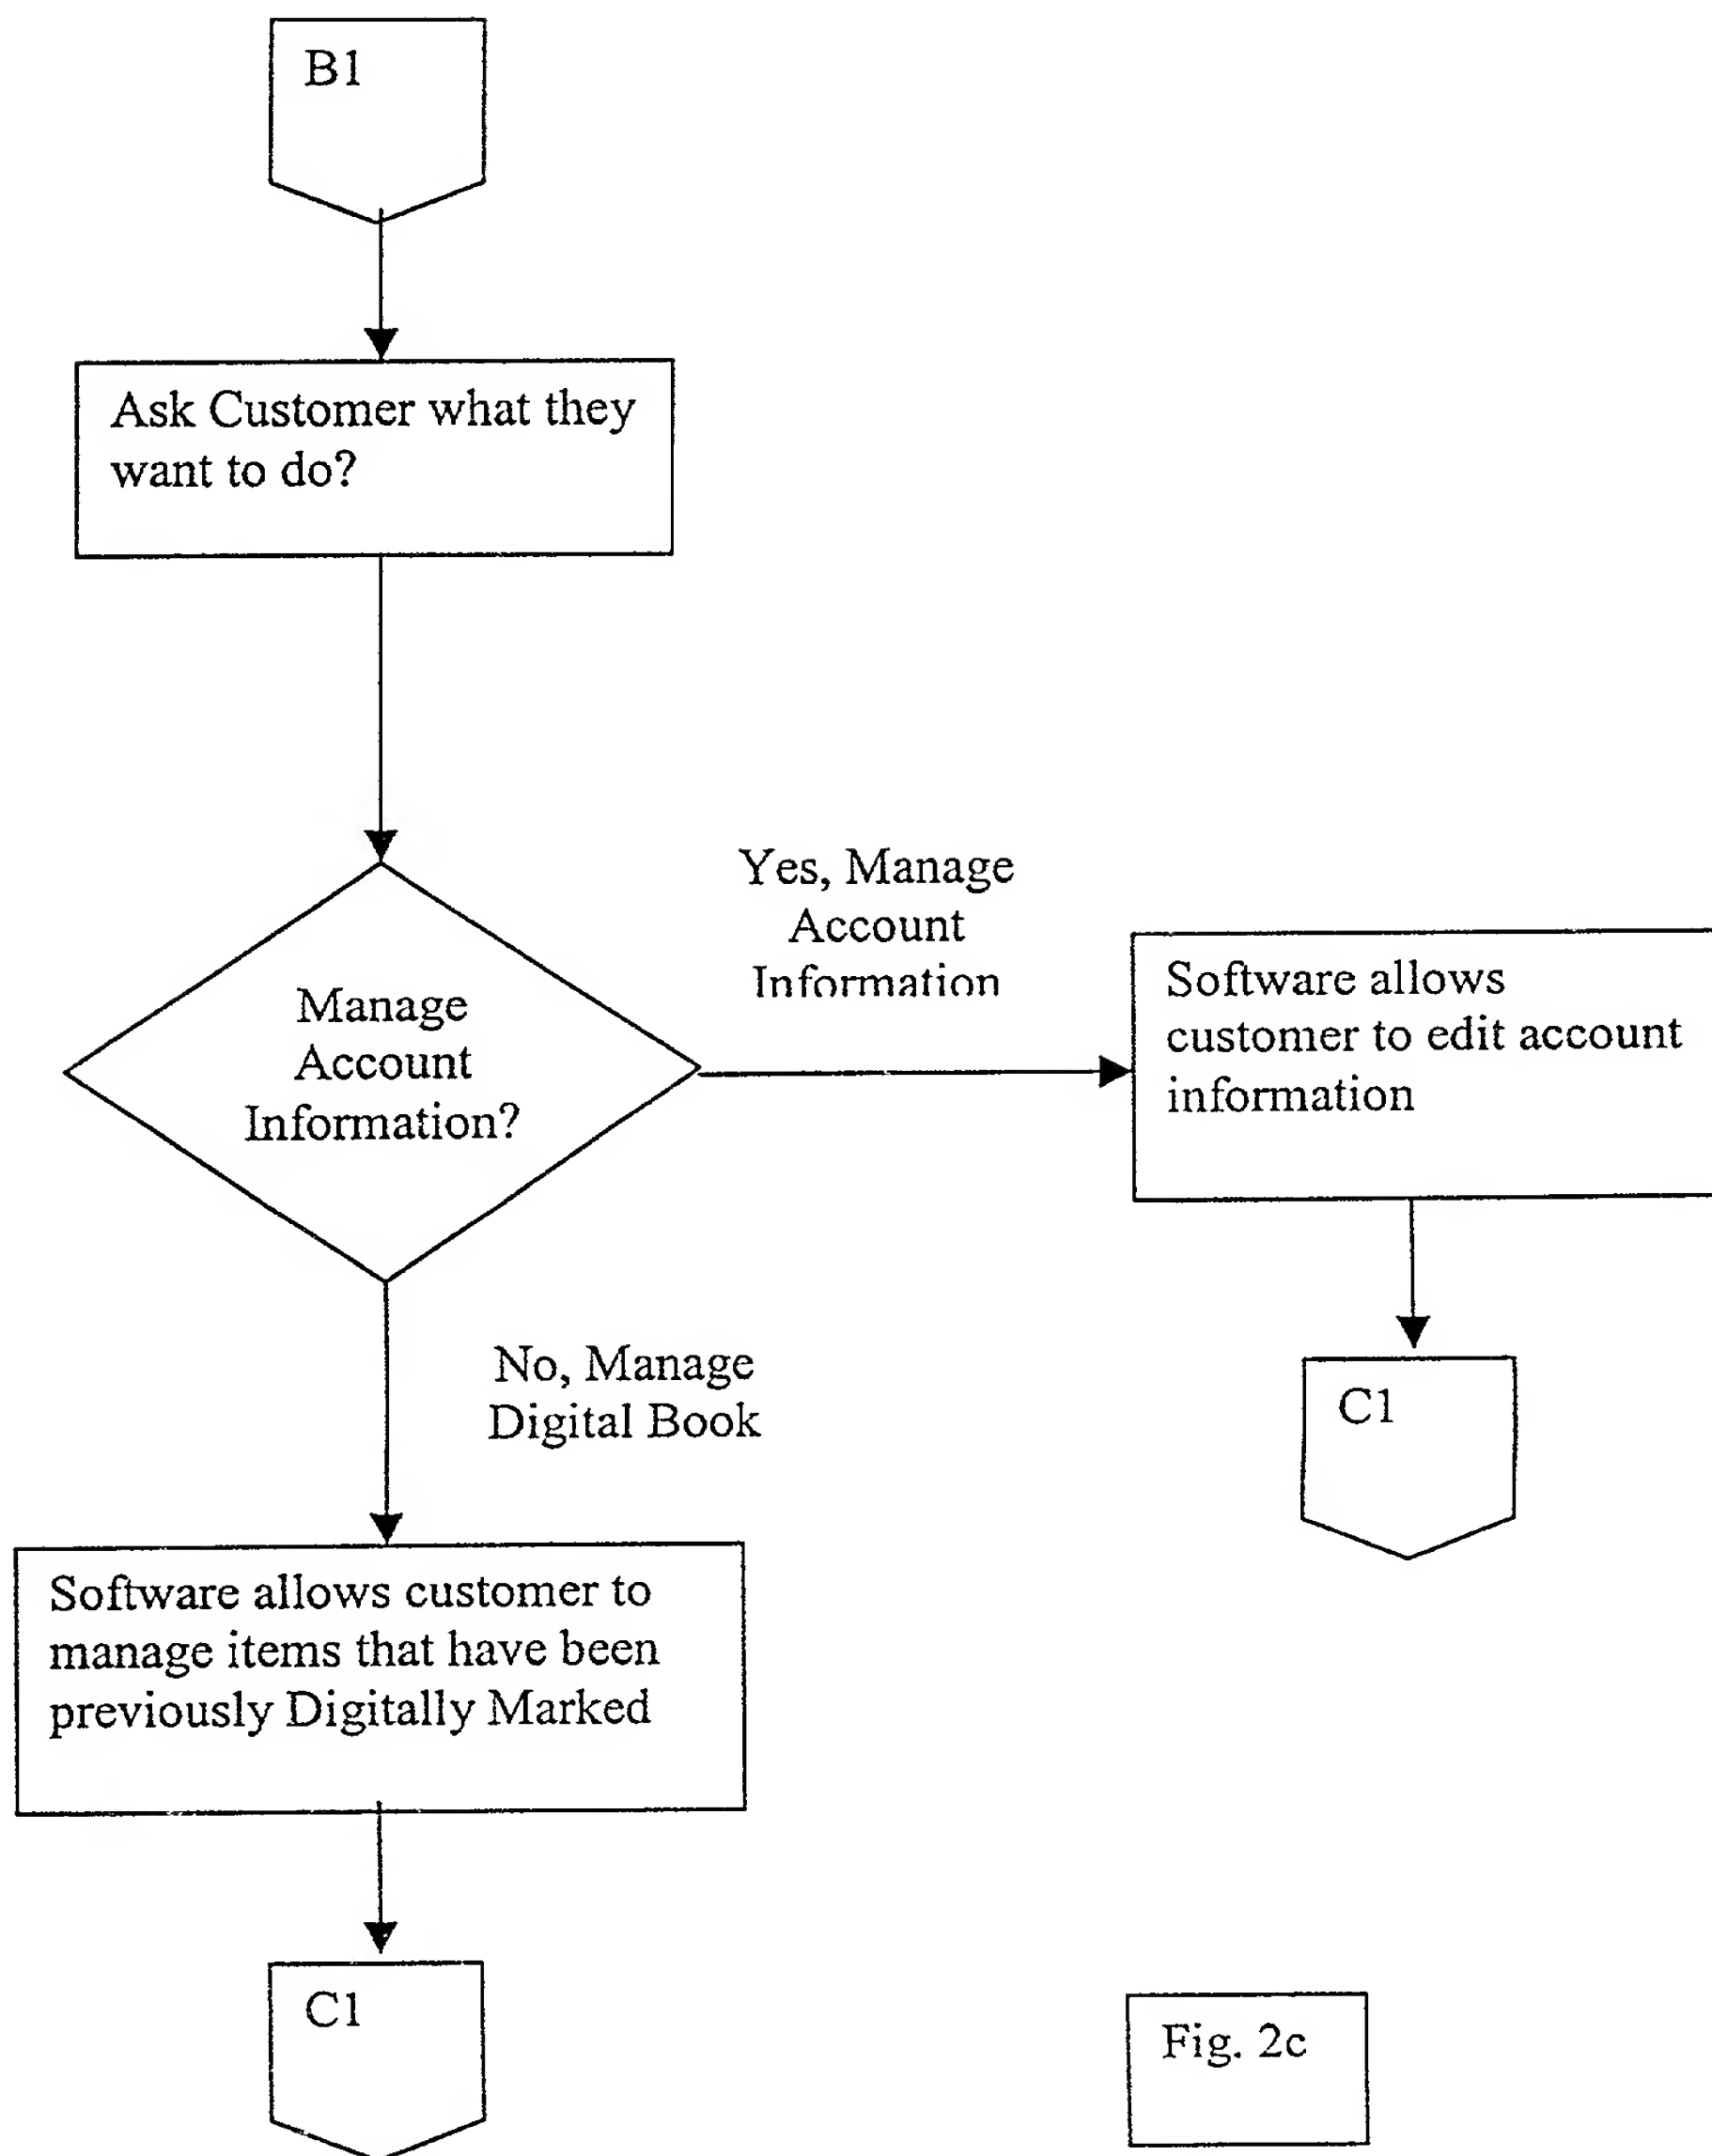 B1
Ask Customer what they
want to do?
Manage
Account
Information?
Yes, Manage
Account
Information
Software allows
customer to edit account
information
C1
No, Manage
Digital Book
Software allows customer to
manage items that have been
previously Digitally Marked
C1
Fig. 2c